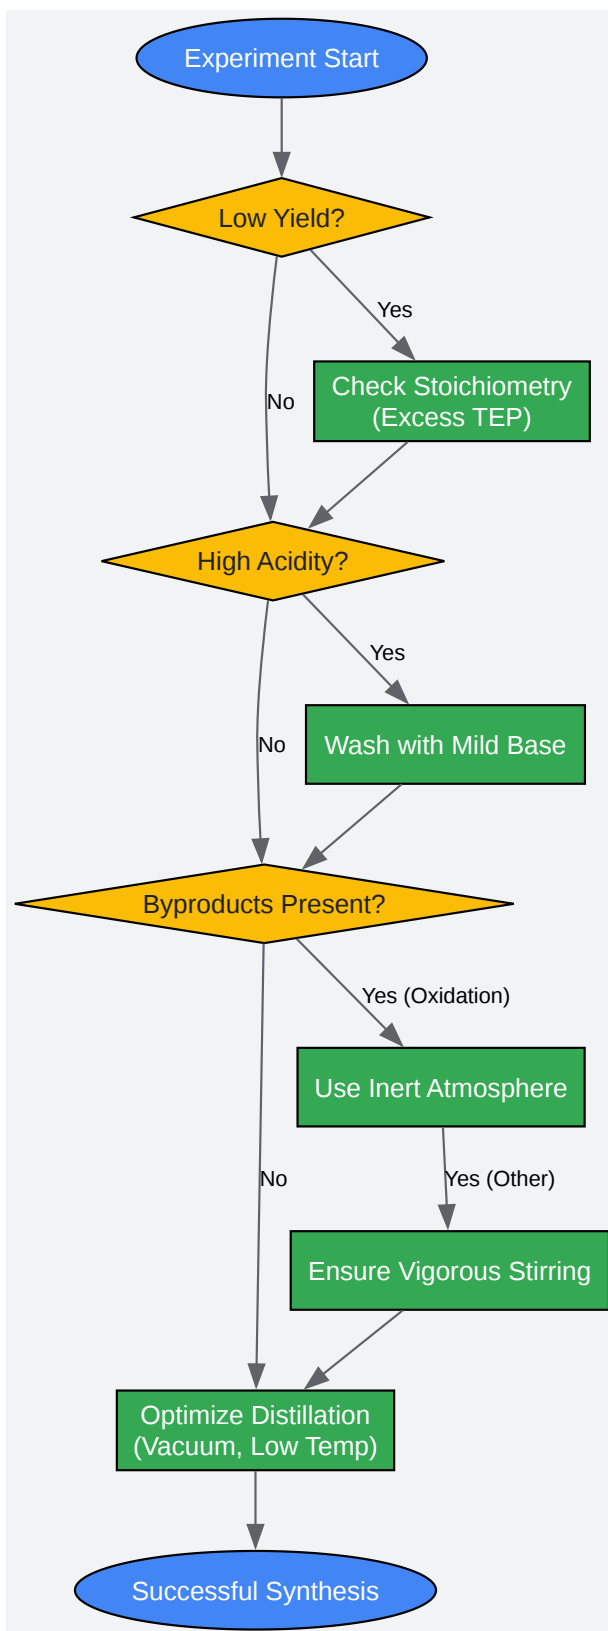 Experiment Start
Low Yield?
Yes
Check Stoichiometry
(Excess TEP)
No
High Acidity?
Yes
Wash with Mild Base
No
Byproducts Present?
Yes (Oxidation)
Use Inert Atmosphere
No
Yes (Other)
Ensure Vigorous Stirring
Optimize Distillation
(Vacuum, Low Temp)
Successful Synthesis